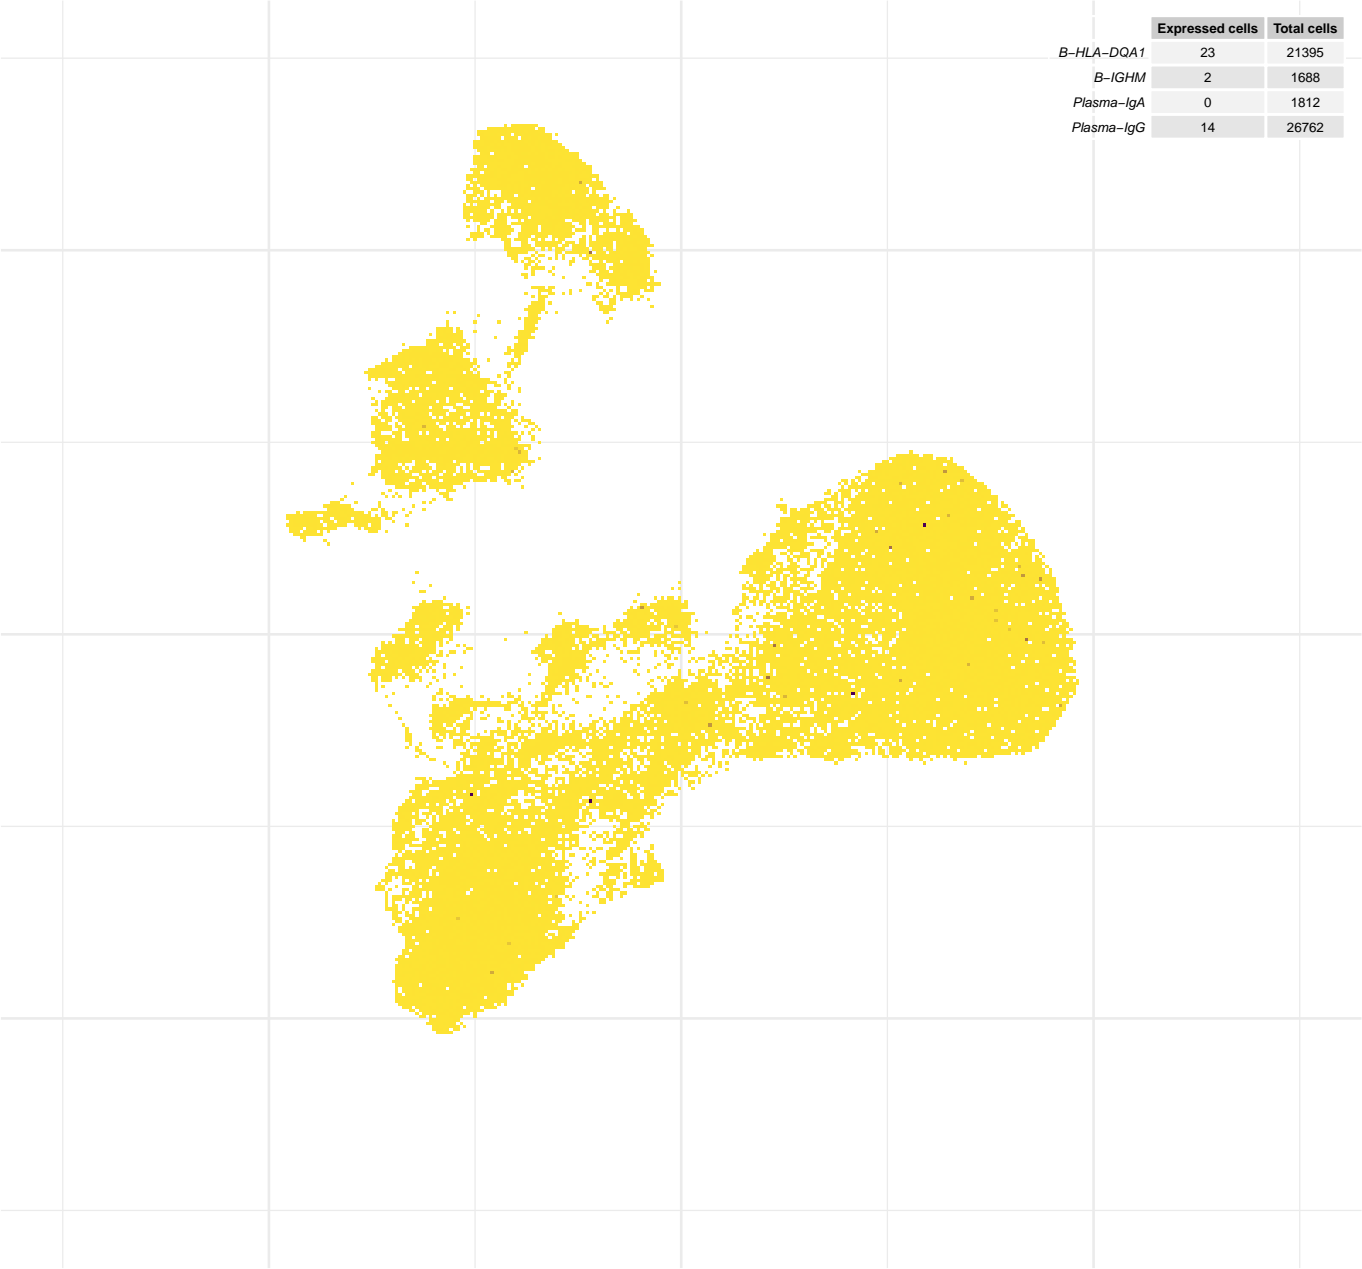 Expressed cells Total cells
B−HLA−DQA1 23 21395
B−IGHM 2 1688
Plasma−IgA 0 1812
Plasma−IgG 14 26762